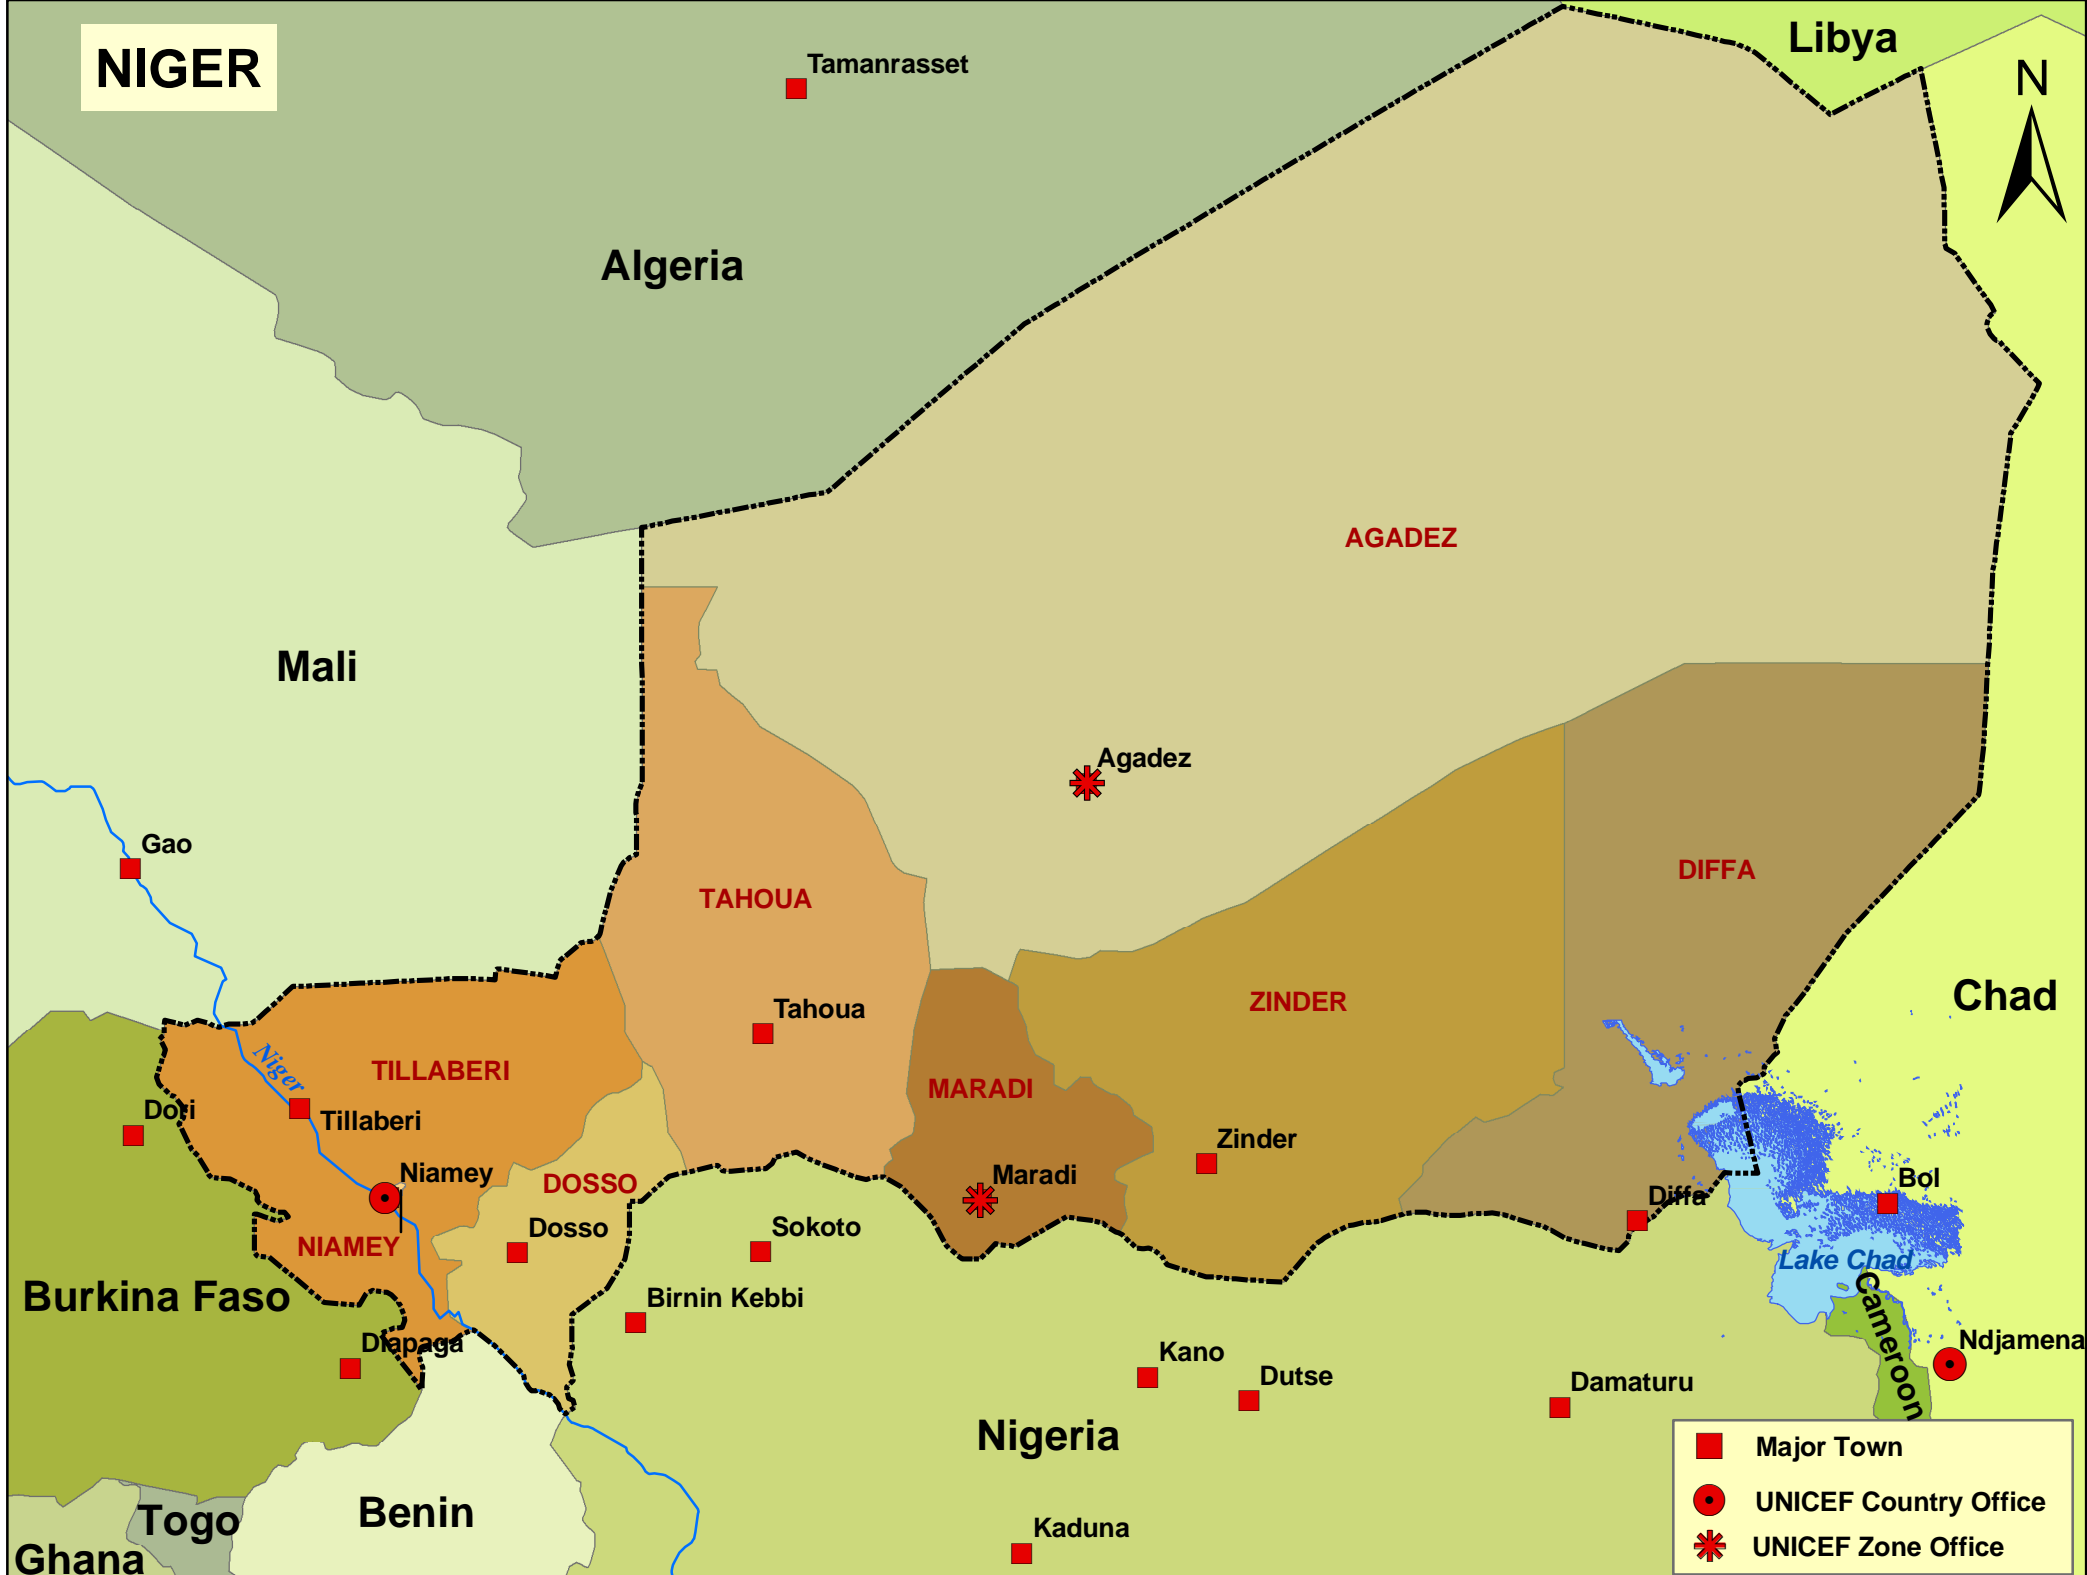 NIGER
Libya
N
Tamanrasset
Algeria
AGADEZ
Mali
Agadez
Gao
DIFFA
TAHOUA
Chad
ZINDER
Tahoua
Niger
TILLABERI
MARADI
Dori
Tillaberi
Zinder
Niamey
Maradi
DOSSO
Bol
Diffa
Dosso
Sokoto
NIAMEY
Lake Chad
Burkina Faso
Birnin Kebbi
Cameroon
Diapaga
Ndjamena
Kano
Dutse
Damaturu
Nigeria
Major Town
UNICEF Country Office
UNICEF Zone Office
Benin
Togo
Kaduna
Ghana